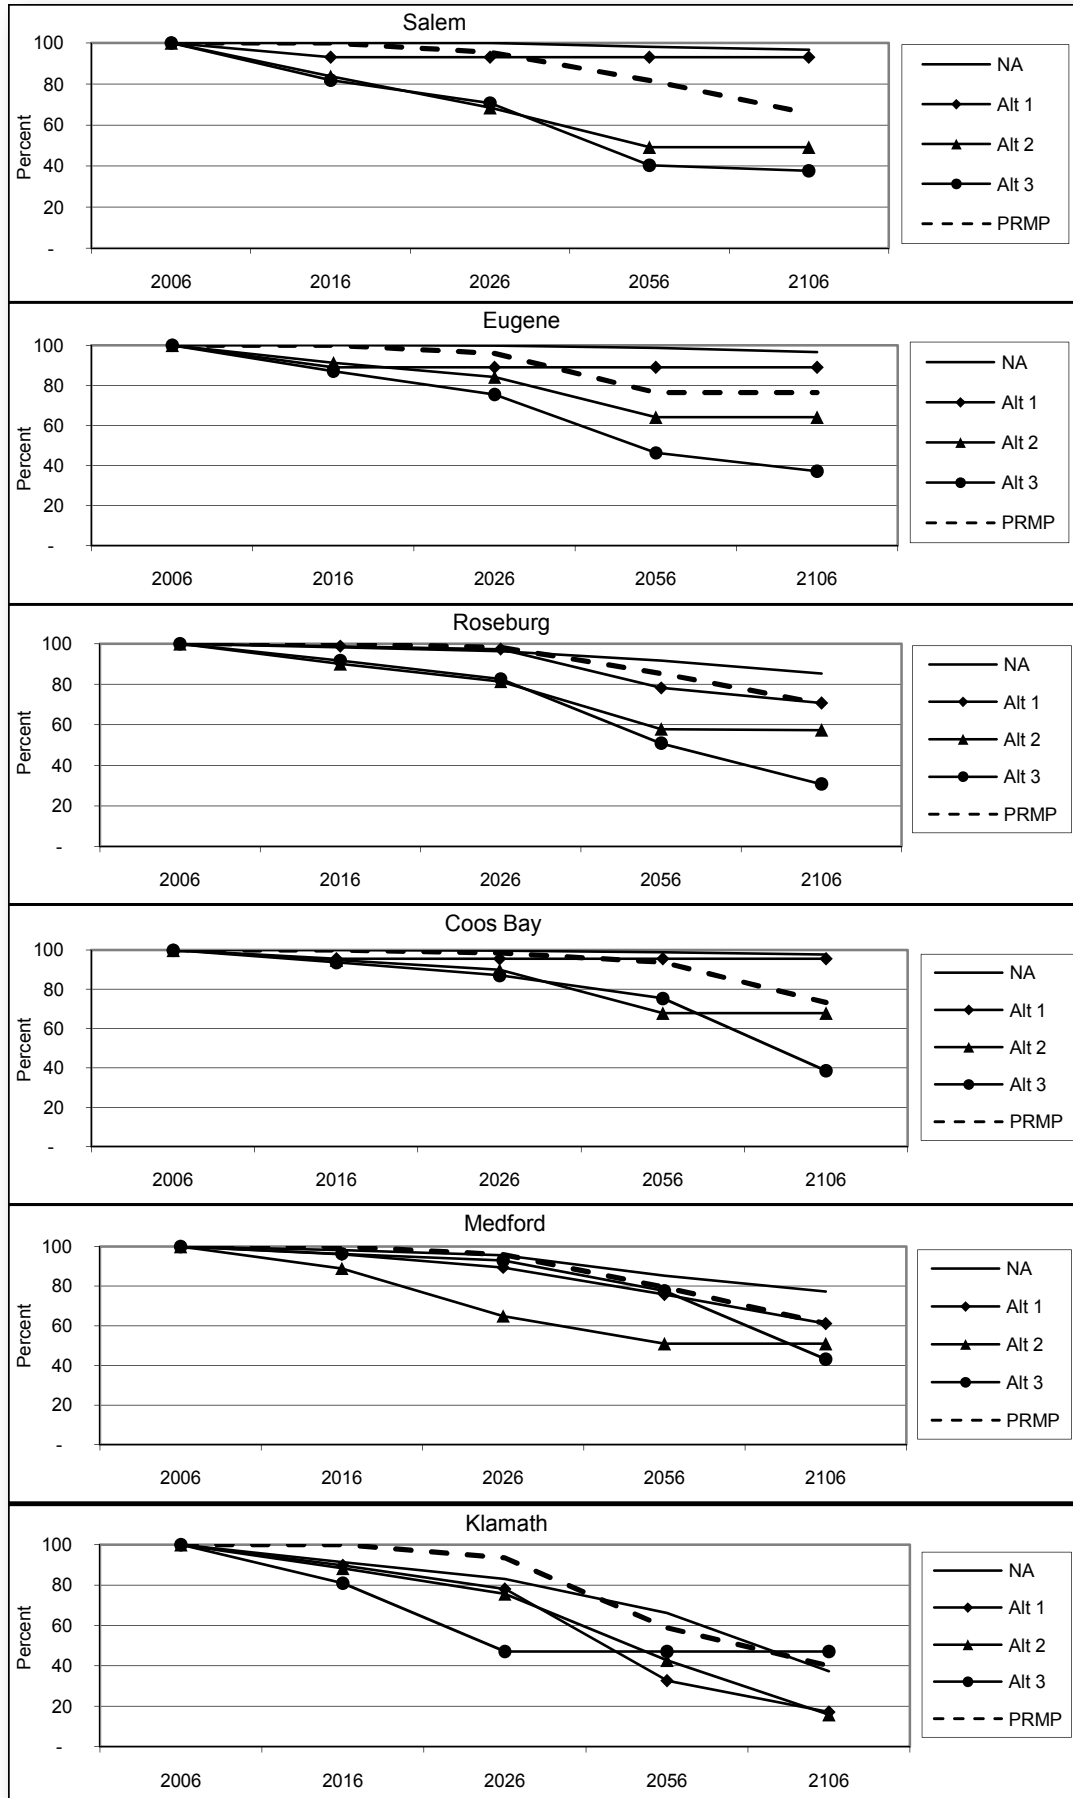 Salem
Percent
100
80
60
40
20
-
2006 2016 2026 2056 2106
NA
Alt 1
Alt 2
Alt 3
PRMP
Eugene
Percent
100
80
60
40
20
-
2006 2016 2026 2056 2106
NA
Alt 1
Alt 2
Alt 3
PRMP
Roseburg
Percent
100
80
60
40
20
-
2006 2016 2026 2056 2106
NA
Alt 1
Alt 2
Alt 3
PRMP
Coos Bay
Percent
100
80
60
40
20
-
2006 2016 2026 2056 2106
NA
Alt 1
Alt 2
Alt 3
PRMP
Medford
Percent
100
80
60
40
20
-
2006 2016 2026 2056 2106
NA
Alt 1
Alt 2
Alt 3
PRMP
Klamath
Percent
100
80
60
40
20
-
2006 2016 2026 2056 2106
NA
Alt 1
Alt 2
Alt 3
PRMP